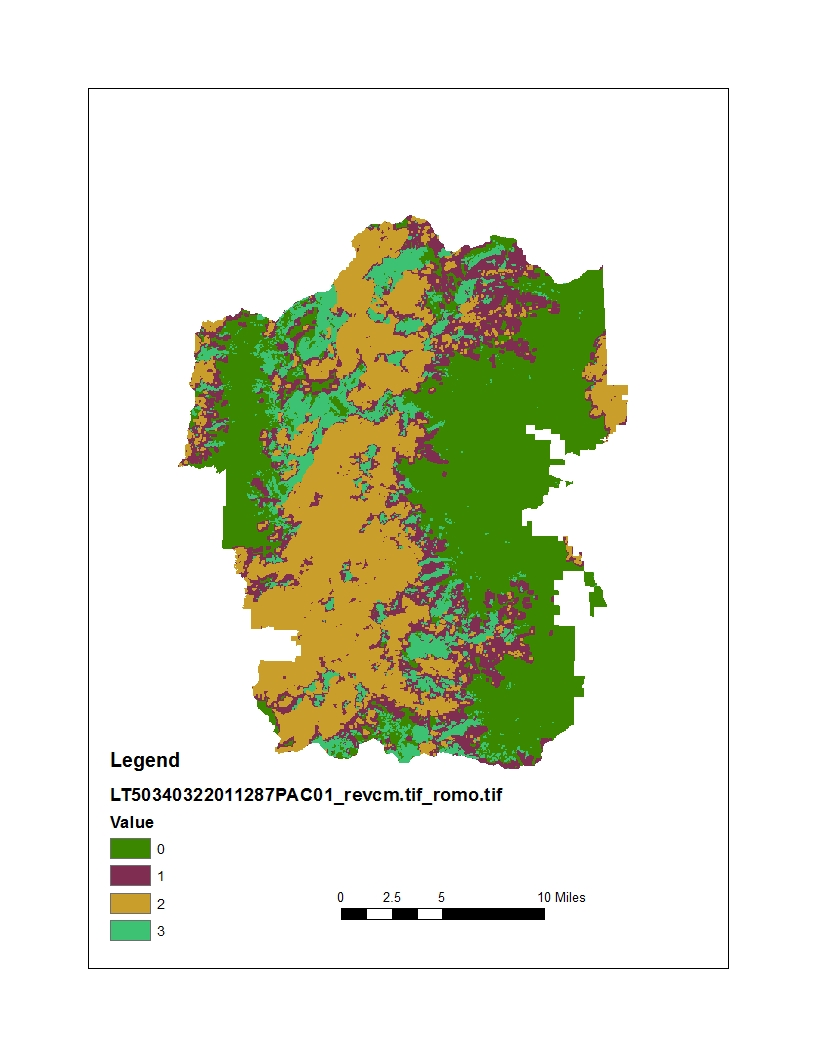 Legend
LT50340322011287PAC01_revcm.tif_romo.tif
Value
0
1
2
3
0 2.5 5 10 Miles